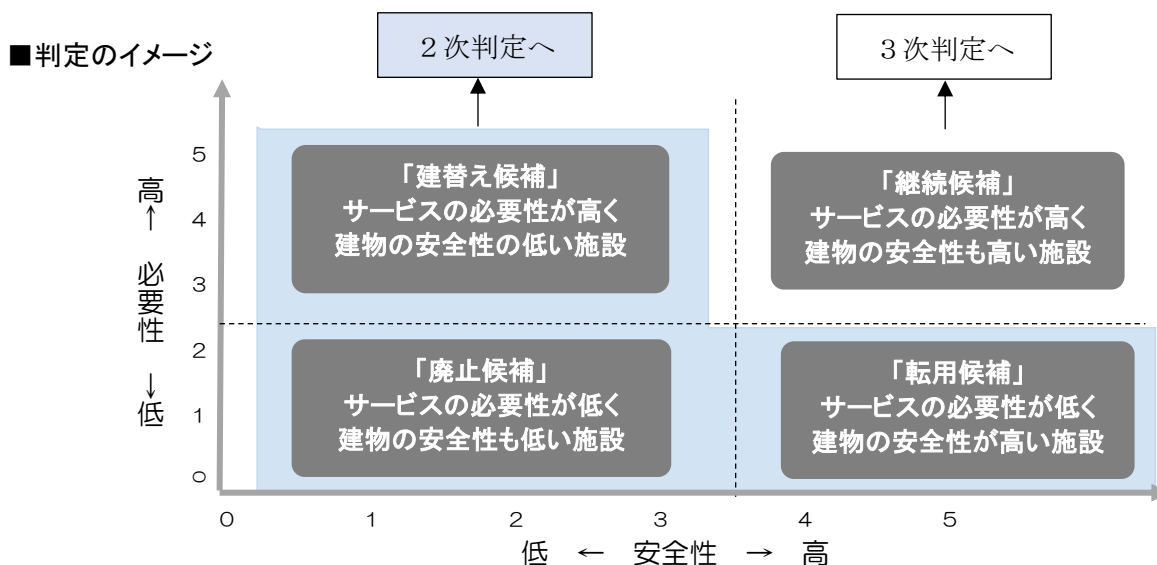 ■判定のイメージ
２次判定へ
３次判定へ
高← 必要性 →低
5
4
3
2
1
0
「建替え候補」
サービスの必要性が高く
建物の安全性の低い施設
「継続候補」
サービスの必要性が高く
建物の安全性も高い施設
「廃止候補」
サービスの必要性が低く
建物の安全性も低い施設
「転用候補」
サービスの必要性が低く
建物の安全性が高い施設
0 1 2 3 4 5
低 ← 安全性 → 高